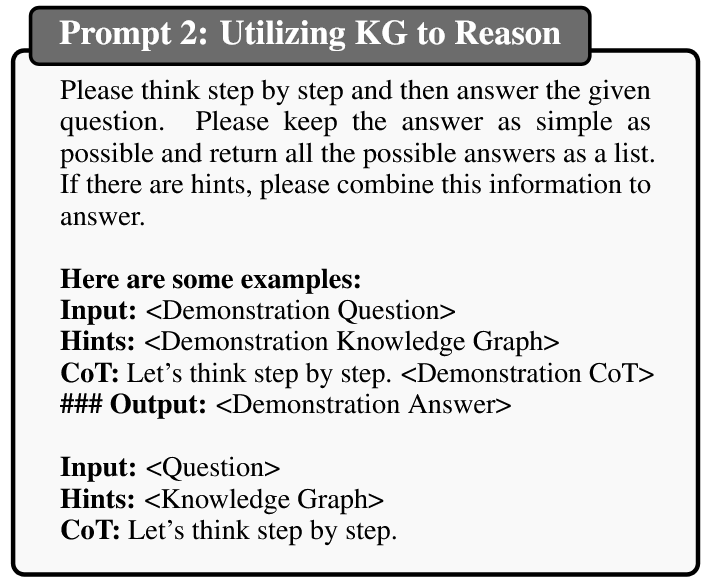 Prompt 2: Utilizing KG to Reason
Please think step by step and then answer the given
question. Please keep the answer as simple as
possible and return all the possible answers as a list.
If there are hints, please combine this information to
answer.
Here are some examples:
Input: <Demonstration Question>
Hints: <Demonstration Knowledge Graph>
CoT: Let’s think step by step. <Demonstration CoT>
### Output: <Demonstration Answer>
Input: <Question>
Hints: <Knowledge Graph>
CoT: Let’s think step by step.